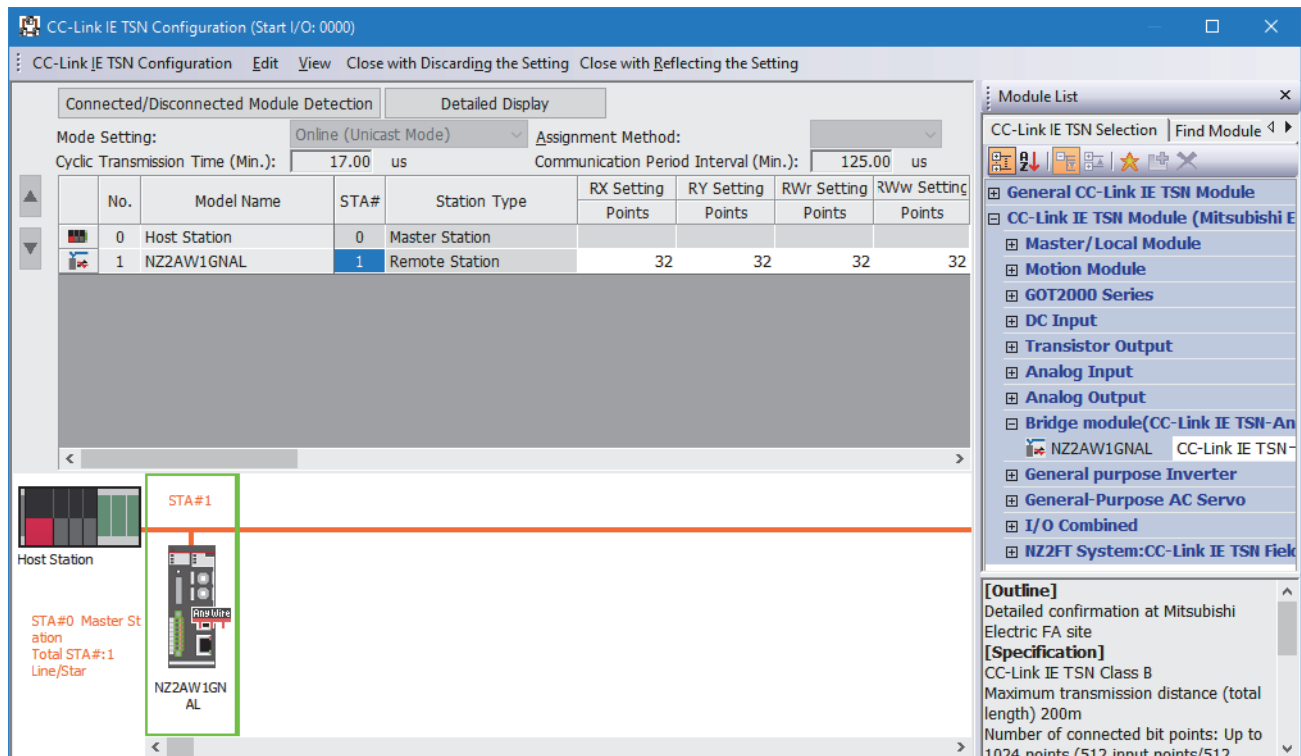 CC-Link IE TSN Configuration (Start I/O: 0000)
CC-Link IE TSN Configuration Edit View Close with Discarding the Setting Close with Reflecting the Setting
Connected/Disconnected Module Detection Detailed Display
Mode Setting: Online (Unicast Mode) Assignment Method:
Cyclic Transmission Time (Min.): 17.00 us Communication Period Interval (Min.): 125.00 us
No. Model Name STA# Station Type RX Setting RY Setting RWr Setting RWw Setting
Points Points Points Points
0 Host Station 0 Master Station
1 NZ2AW1GNAL 1 Remote Station 32 32 32 32
STA#1
Host Station
AnyWire
STA#0 Master St
ation
Total STA#:1
Line/Star
NZ2AW1GN
AL
Module List
CC-Link IE TSN Selection Find Module
General CC-Link IE TSN Module
CC-Link IE TSN Module (Mitsubishi E
Master/Local Module
Motion Module
GOT2000 Series
DC Input
Transistor Output
Analog Input
Analog Output
Bridge module(CC-Link IE TSN-An
NZ2AW1GNAL CC-Link IE TSN-
General purpose Inverter
General-Purpose AC Servo
I/O Combined
NZ2FT System:CC-Link IE TSN Fiel
[Outline]
Detailed confirmation at Mitsubishi
Electric FA site
[Specification]
CC-Link IE TSN Class B
Maximum transmission distance (total
length) 200m
Number of connected bit points: Up to
1024 points (512 input points/512